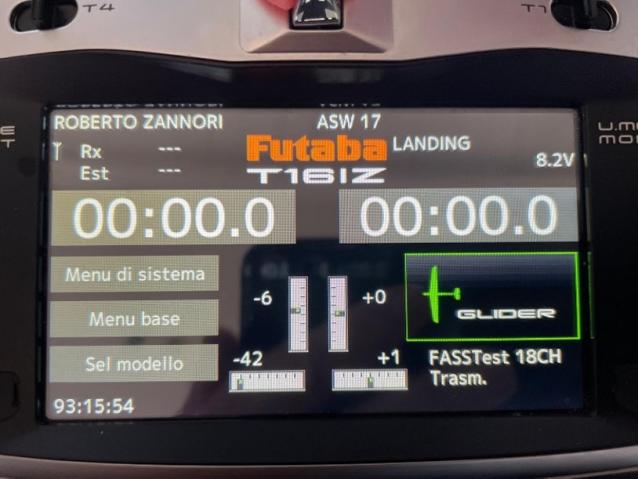 T4
T1
ROBERTO ZANNORI
ASW 17
Rx ---
Est ---
Futaba
T16IZ
LANDING
8.2V
00:00.0
00:00.0
Menu di sistema
Menu base
Sel modello
-6
+0
-42
+1
GLIDER
FASSTest 18CH
Trasm.
93:15:54